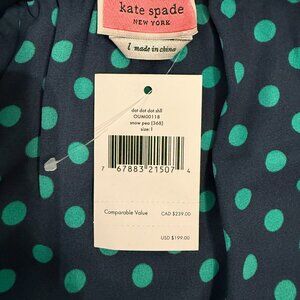 kate spade
NEW YORK
l made in china
dot dot dot shll
OUM00118
snow pea (368)
size: l
7 67883 21507 4
Comparable Value CAD $239.00
USD $199.00